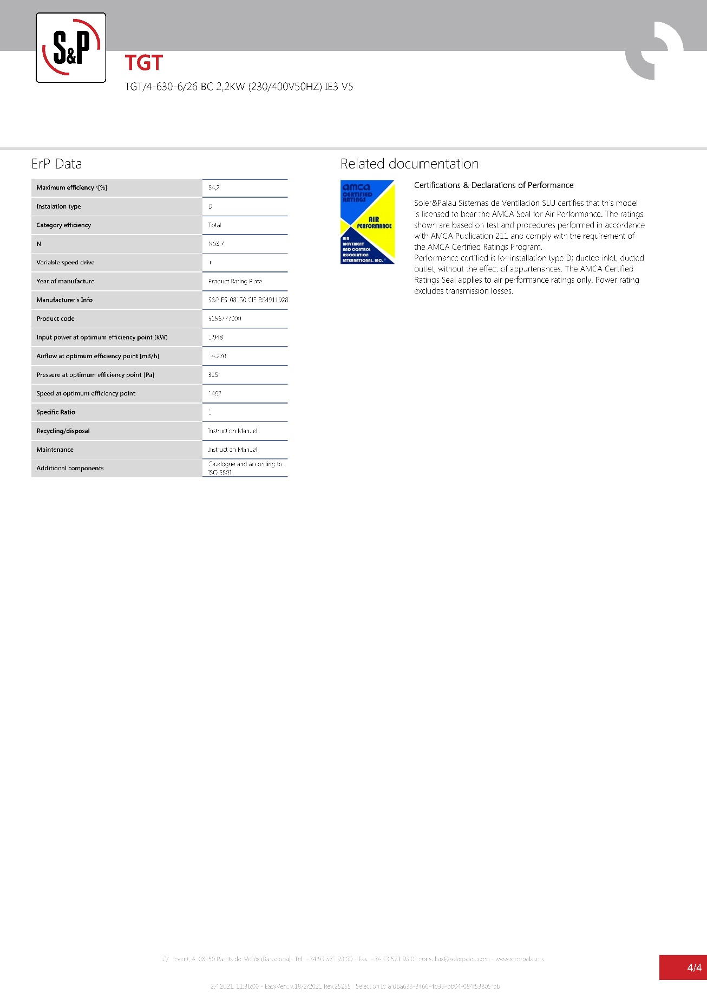 S&P
TGT
TGT/4-630-6/26 BC 2,2KW (230/400V50HZ) IE3 V5
ErP Data
Maximum efficiency [%] 64,2
Instalation type D
Category efficiency Total
N N68.7
Variable speed drive
Year of manufacture Product Rating Plate
Manufacturer's Info S&P ES-08150 CIF-B64911928
Product code 5156777000
Input power at optimum efficiency point (kW) 1,948
Airflow at optimum efficiency point [m3/h] 14.270
Pressure at optimum efficiency point [Pa] 315
Speed at optimum efficiency point 1462
Specific Ratio 1
Recycling/disposal Instruction Manual
Maintenance Instruction Manual
Additional components Catalogue and according to
ISO 5801
Related documentation
amca
CERTIFIED
RATINGS
AIR
PERFORMANCE
AIR
MOVEMENT
AND CONTROL
ASSOCIATION
INTERNATIONAL, INC.®
Certifications & Declarations of Performance
Soler&Palau Sistemas de Ventilación SLU certifies that this model
is licensed to bear the AMCA Seal for Air Performance. The ratings
shown are based on test and procedures performed in accordance
with AMCA Publication 211 and comply with the requirement of
the AMCA Certified Ratings Program.
Performance certified is for installation type D; ducted inlet, ducted
outlet, without the effect of appurtenances. The AMCA Certified
Ratings Seal applies to air performance ratings only. Power rating
excludes transmission losses.
C/ Llevant, 4 08150 Parets del Vallès (Barcelona)- Tel. +34 93 571 93 00 - Fax. +34 93 571 93 01 consultas@solerpalau.com - www.solerpalau.es
4/4
2.4.2021. 11:36:00 - EasyVent v.18/2/2021 Rev.25255 | Selection Id